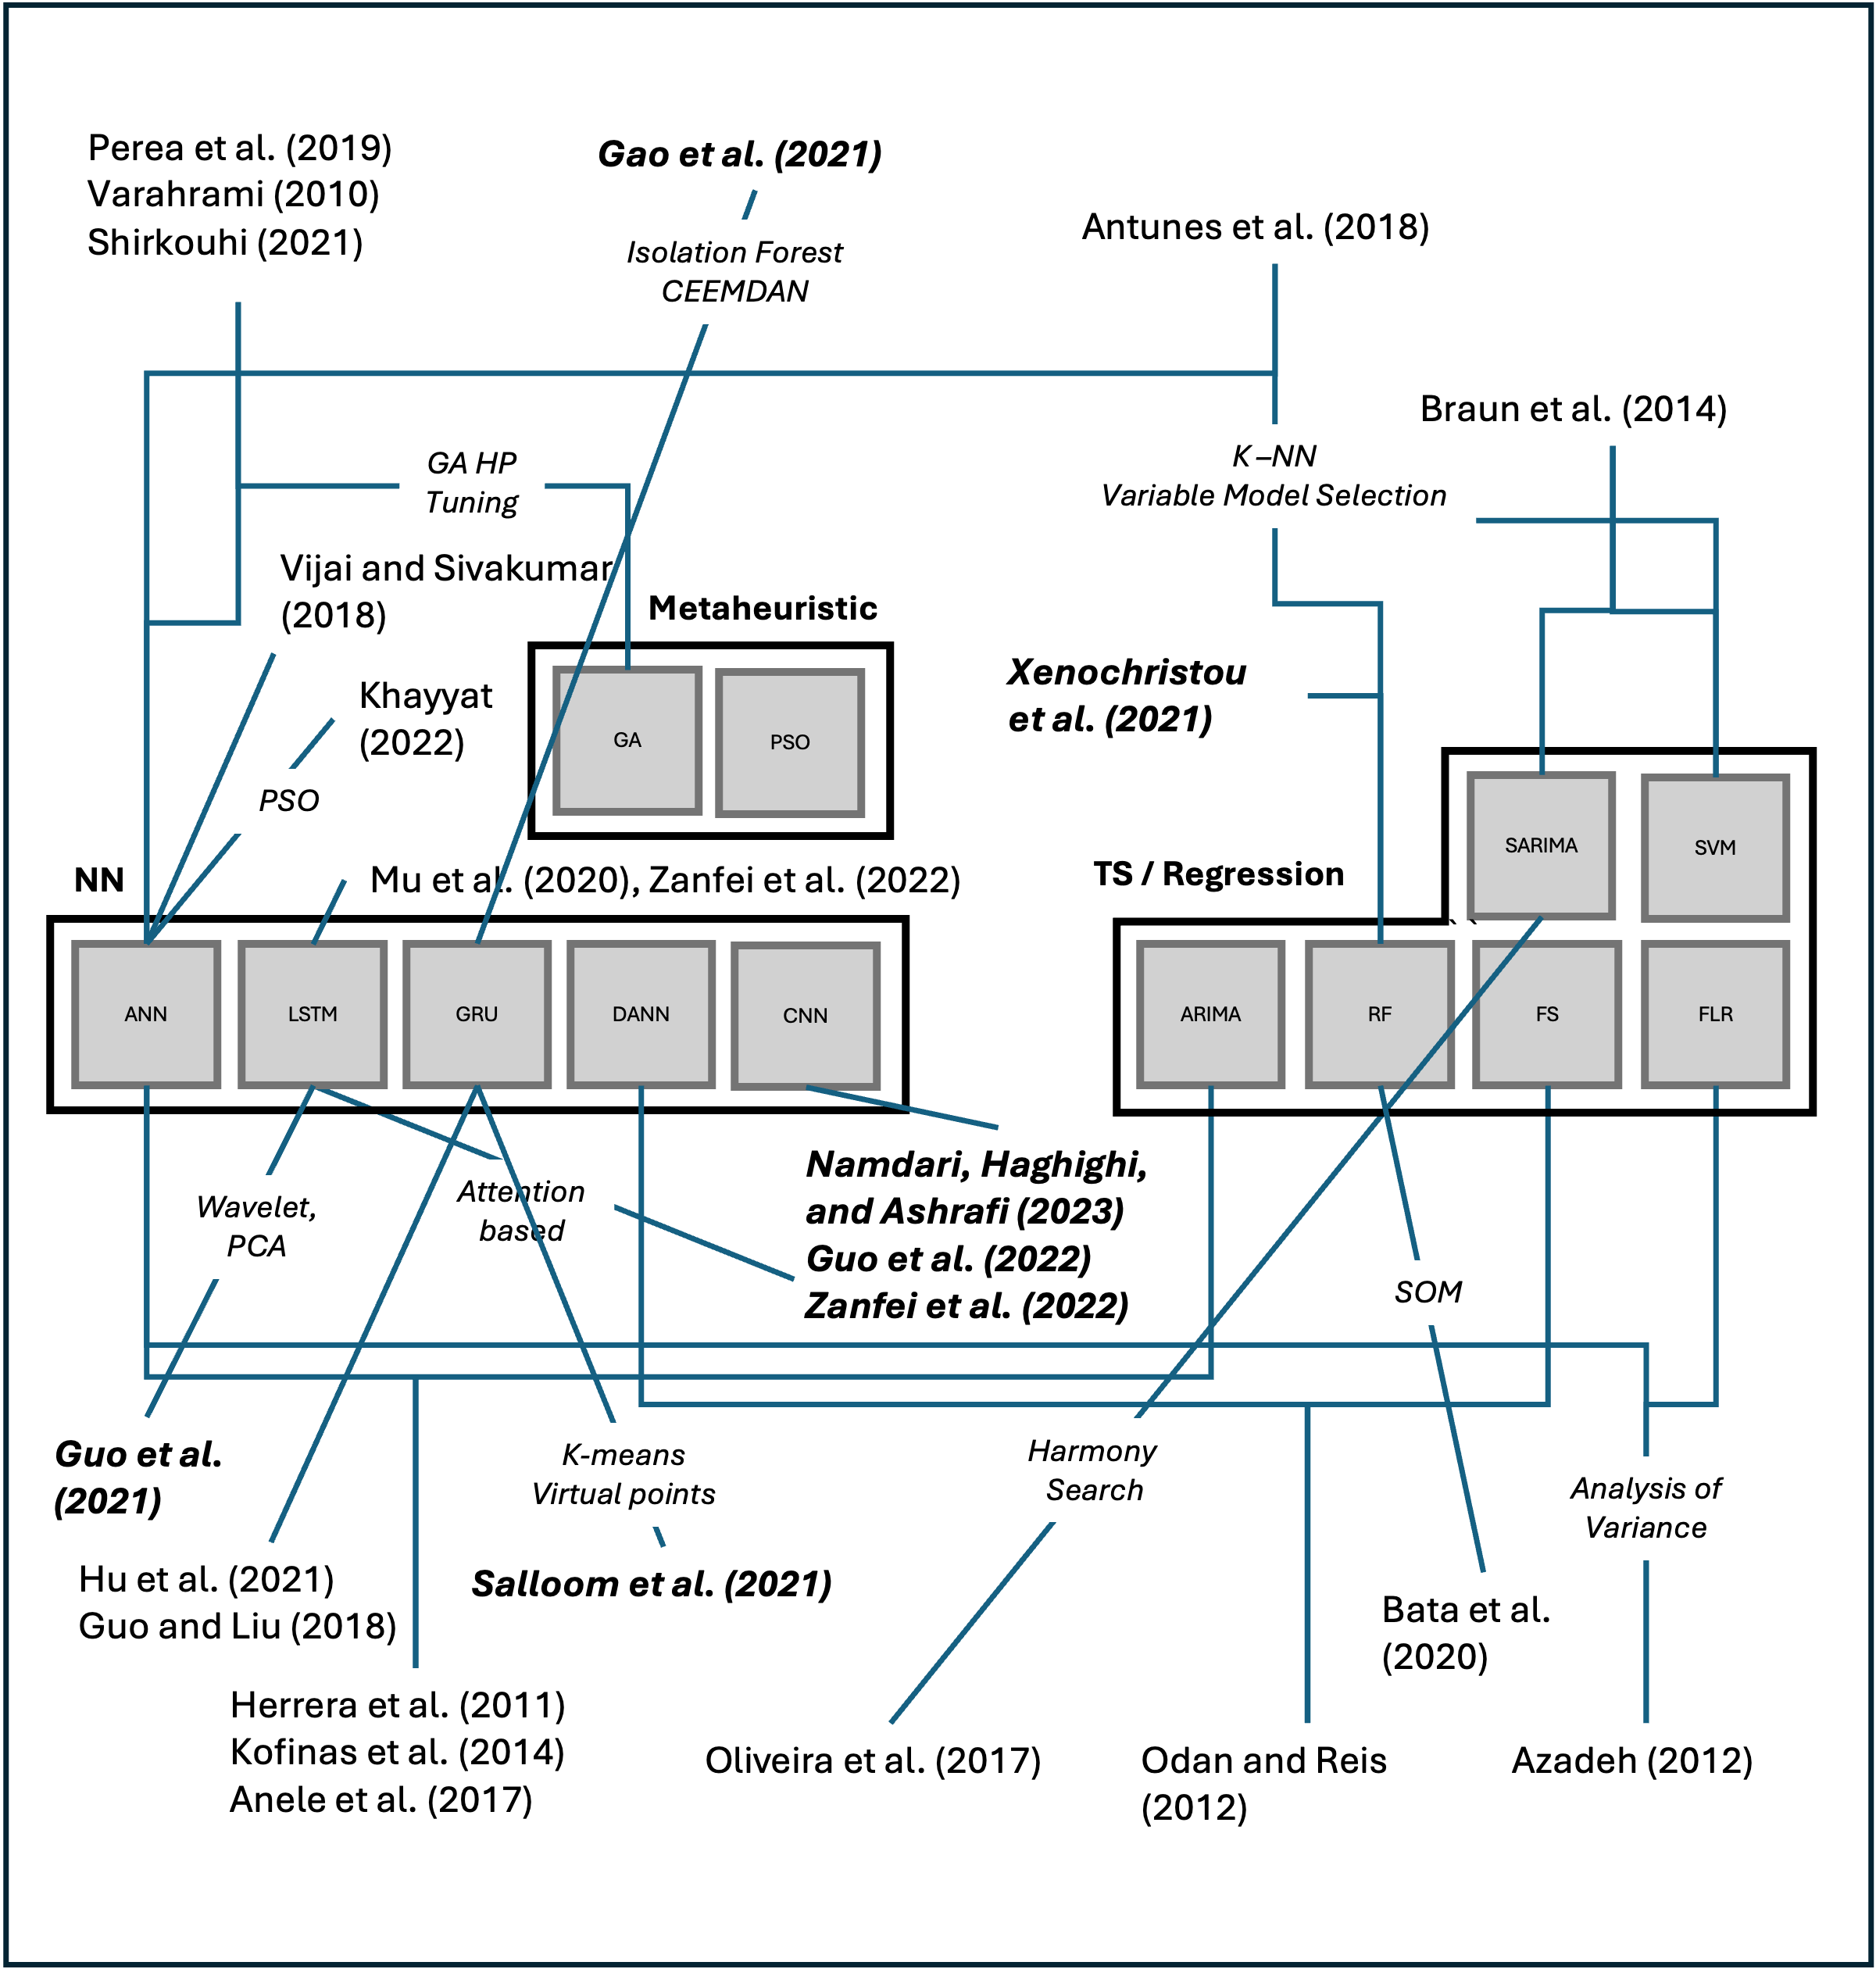 Perea et al. (2019)
Varahrami (2010)
Shirkouhi (2021)
Gao et al. (2021)
Isolation Forest
CEEMDAN
Antunes et al. (2018)
Braun et al. (2014)
GA HP
Tuning
K –NN
Variable Model Selection
Vijai and Sivakumar
(2018)
Metaheuristic
Khayyat
(2022)
GA
PSO
Xenochristou
et al. (2021)
PSO
NN
Mu et al. (2020), Zanfei et al. (2022)
TS / Regression
SARIMA
SVM
` `
ANN
LSTM
GRU
DANN
CNN
ARIMA
RF
FS
FLR
Wavelet,
PCA
Attention
based
Namdari, Haghighi,
and Ashrafi (2023)
Guo et al. (2022)
Zanfei et al. (2022)
SOM
Guo et al.
(2021)
K-means
Virtual points
Harmony
Search
Analysis of
Variance
Hu et al. (2021)
Guo and Liu (2018)
Salloom et al. (2021)
Bata et al.
(2020)
Herrera et al. (2011)
Kofinas et al. (2014)
Anele et al. (2017)
Oliveira et al. (2017)
Odan and Reis
(2012)
Azadeh (2012)